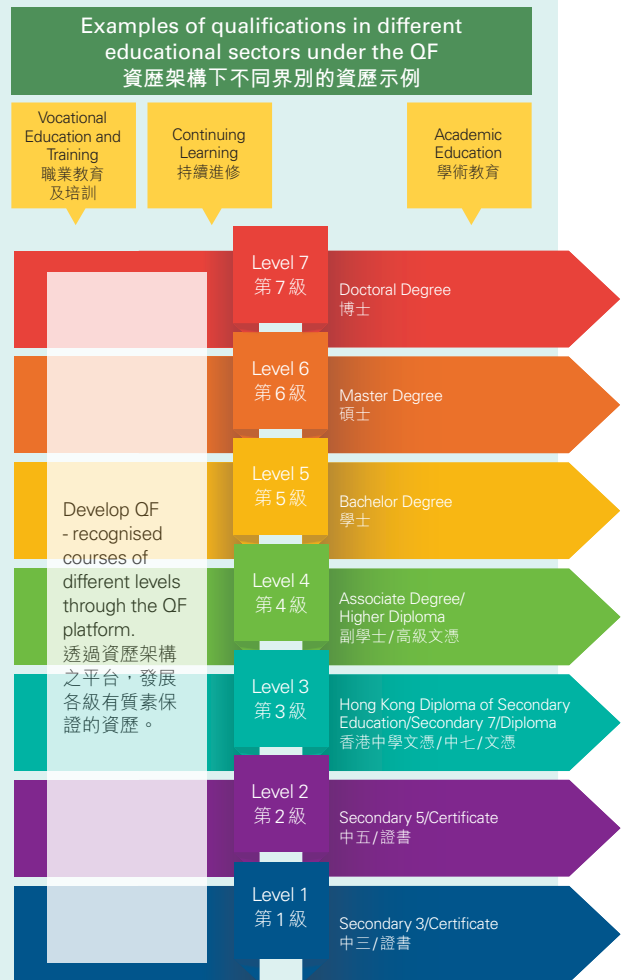 Examples of qualifications in different
educational sectors under the QF
資歷架構下不同界別的資歷示例
Vocational
Education and
Training
職業教育
及培訓
Continuing
Learning
持續進修
Academic
Education
學術教育
Level 7
第7級
Doctoral Degree
博士
Level 6
第6級
Master Degree
碩士
Level 5
第5級
Bachelor Degree
學士
Develop QF
- recognised
courses of
different levels
through the QF
platform.
透過資歷架構
之平台，發展
各級有質素保
證的資歷。
Level 4
第4級
Associate Degree/
Higher Diploma
副學士/高級文憑
Level 3
第3級
Hong Kong Diploma of Secondary
Education/Secondary 7/Diploma
香港中學文憑/中七/文憑
Level 2
第2級
Secondary 5/Certificate
中五/證書
Level 1
第1級
Secondary 3/Certificate
中三/證書